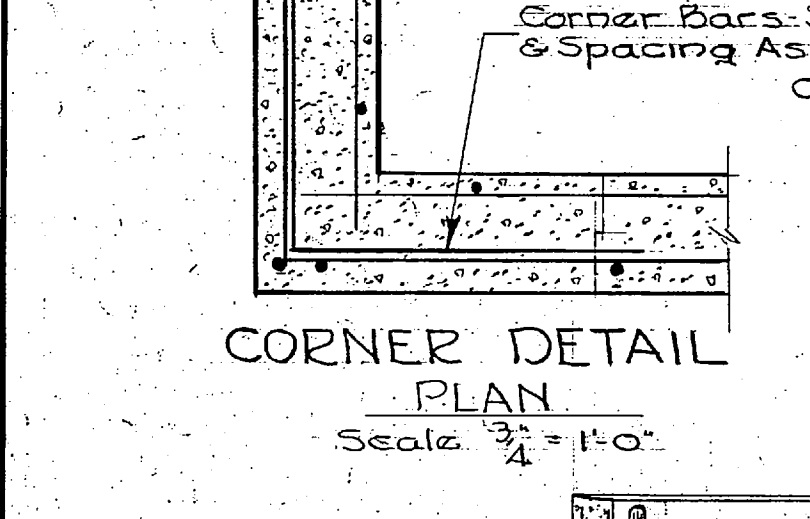 Corner Bars-
& Spacing As
CORNER DETAIL
PLAN
Scale 3/4" = 1'-0"